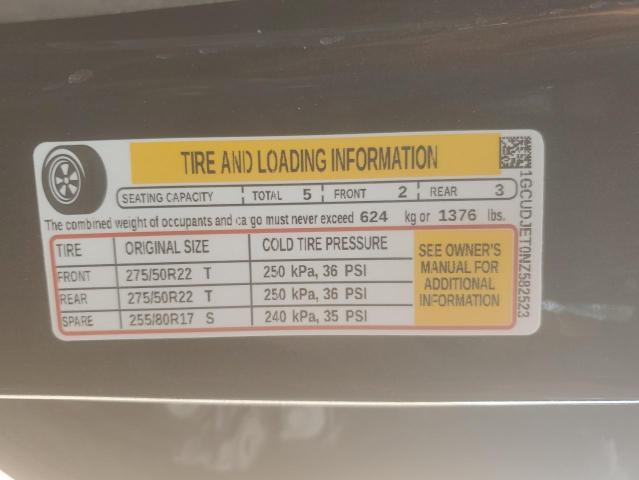 TIRE AND LOADING INFORMATION
SEATING CAPACITY TOTAL 5 FRONT 2 REAR 3
The combined weight of occupants and ca go must never exceed 624 kg or 1376 lbs.
TIRE ORIGINAL SIZE COLD TIRE PRESSURE
FRONT 275/50R22 T 250 kPa, 36 PSI
REAR 275/50R22 T 250 kPa, 36 PSI
SPARE 255/80R17 S 240 kPa, 35 PSI
SEE OWNER'S
MANUAL FOR
ADDITIONAL
INFORMATION
1GCUDJET0NZ582523